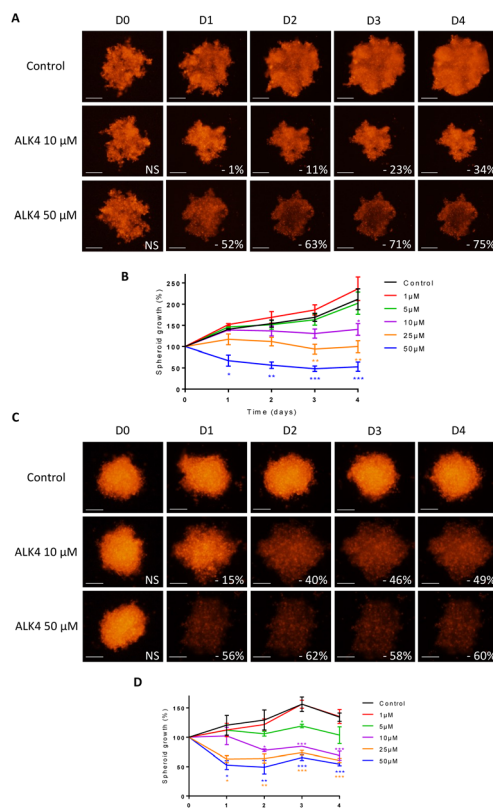 A
D0 D1 D2 D3 D4
Control
ALK4 10 µM
NS - 1% - 11% - 23% - 34%
ALK4 50 µM
NS - 52% - 63% - 71% - 75%
B
Spheroid growth (%)
250
200
150
100
50
0
0 1 2 3 4
Time (days)
Control
1µM
5µM
10µM
25µM
50µM
*
**
**
* ** *** ***
C
D0 D1 D2 D3 D4
Control
ALK4 10 µM
NS - 15% - 40% - 46% - 49%
ALK4 50 µM
NS - 56% - 62% - 58% - 60%
D
Spheroid growth (%)
150
100
50
0
0 1 2 3 4
Control
1µM
5µM
10µM
25µM
50µM
*
* *** ***
* ** *** ***
* ** *** ***